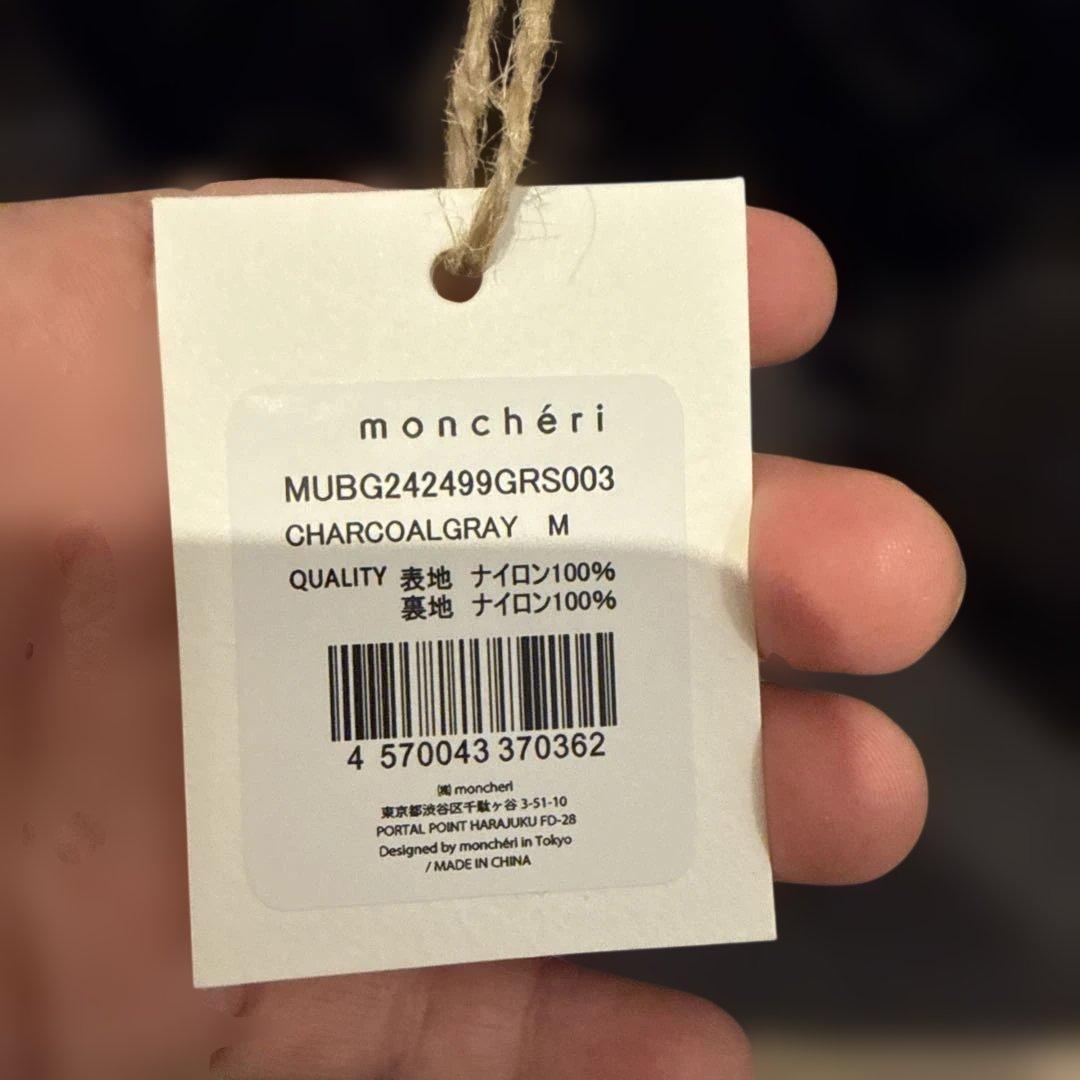 monchéri
MUBG242499GRS003
CHARCOALGRAY M
QUALITY 表地 ナイロン100%
裏地 ナイロン100%
4 570043 370362
㈱ moncheri
東京都渋谷区千駄ヶ谷 3-51-10
PORTAL POINT HARAJUKU FD-28
Designed by monchéri in Tokyo
/ MADE IN CHINA